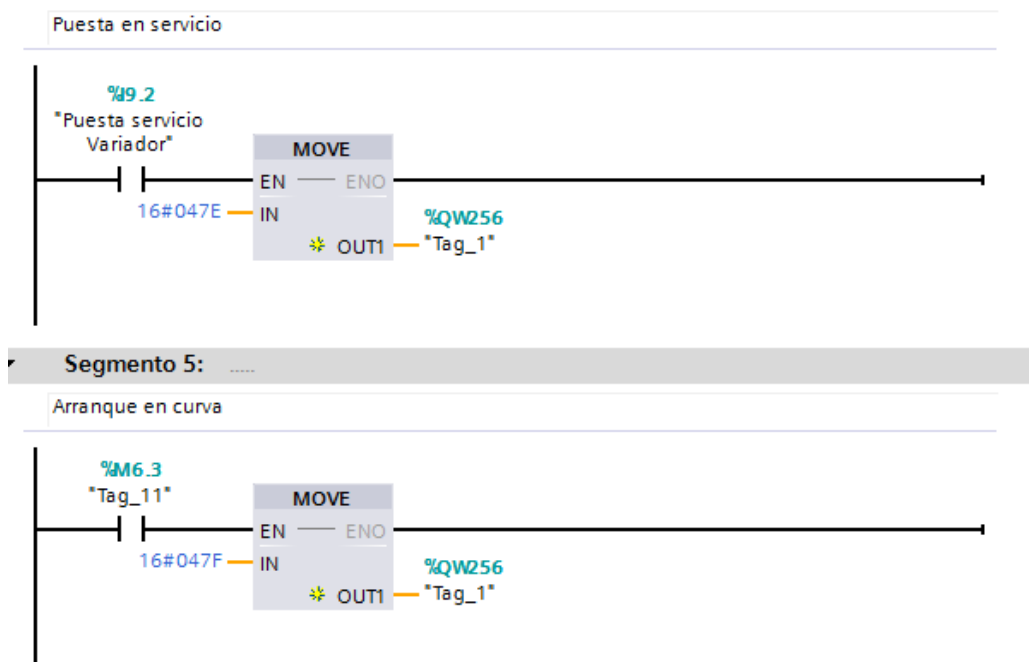 Puesta en servicio
%I9.2
"Puesta servicio
Variador"
MOVE
EN ENO
16#047E IN
%QW256
OUT1 "Tag_1"
Segmento 5: .....
Arranque en curva
%M6.3
"Tag_11"
MOVE
EN ENO
16#047F IN
%QW256
OUT1 "Tag_1"